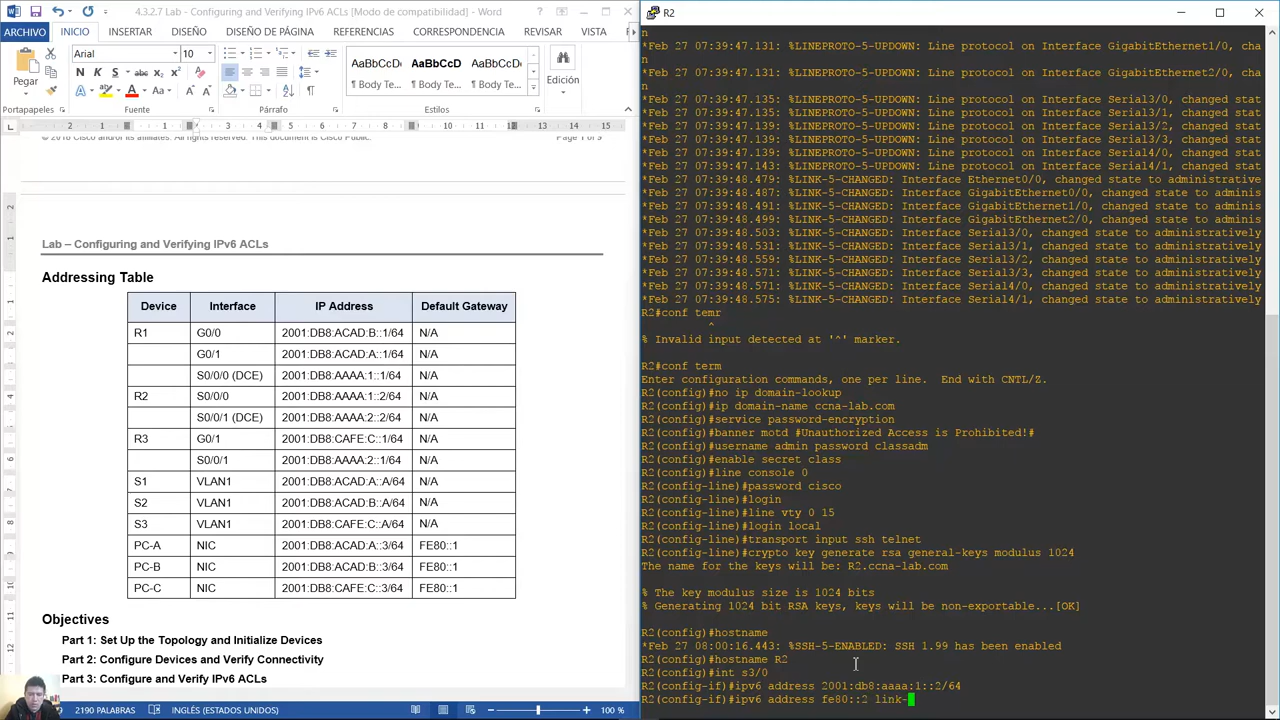 4.3.2.7 Lab - Configuring and Verifying IPv6 ACLs [Modo de compatibilidad] - Word
ARCHIVO INICIO INSERTAR DISEÑO DISEÑO DE PÁGINA REFERENCIAS CORRESPONDENCIA REVISAR VISTA
Arial 10
Pegar
AaBbCcDd AaBbCcD AaBbCcDd
¶ Body Te... ¶ Body Te... ¶ Body Te...
Edición
Portapapeles Fuente Párrafo Estilos
Page 1 of 9
Lab – Configuring and Verifying IPv6 ACLs
Addressing Table
Device Interface IP Address Default Gateway
R1 G0/0 2001:DB8:ACAD:B::1/64 N/A
G0/1 2001:DB8:ACAD:A::1/64 N/A
S0/0/0 (DCE) 2001:DB8:AAAA:1::1/64 N/A
R2 S0/0/0 2001:DB8:AAAA:1::2/64 N/A
S0/0/1 (DCE) 2001:DB8:AAAA:2::2/64 N/A
R3 G0/1 2001:DB8:CAFE:C::1/64 N/A
S0/0/1 2001:DB8:AAAA:2::1/64 N/A
S1 VLAN1 2001:DB8:ACAD:B::A/64 N/A
S2 VLAN1 2001:DB8:ACAD:B::A/64 N/A
S3 VLAN1 2001:DB8:CAFE:C::A/64 N/A
PC-A NIC 2001:DB8:ACAD:A::3/64 FE80::1
PC-B NIC 2001:DB8:ACAD:B::3/64 FE80::1
PC-C NIC 2001:DB8:CAFE:C::3/64 FE80::1
Objectives
Part 1: Set Up the Topology and Initialize Devices
Part 2: Configure Devices and Verify Connectivity
Part 3: Configure and Verify IPv6 ACLs
2190 PALABRAS INGLÉS (ESTADOS UNIDOS) 100 %
R2
n
*Feb 27 07:39:47.131: %LINEPROTO-5-UPDOWN: Line protocol on Interface GigabitEthernet1/0, cha
n
*Feb 27 07:39:47.131: %LINEPROTO-5-UPDOWN: Line protocol on Interface GigabitEthernet2/0, cha
n
*Feb 27 07:39:47.135: %LINEPROTO-5-UPDOWN: Line protocol on Interface Serial3/0, changed stat
*Feb 27 07:39:47.135: %LINEPROTO-5-UPDOWN: Line protocol on Interface Serial3/1, changed stat
*Feb 27 07:39:47.139: %LINEPROTO-5-UPDOWN: Line protocol on Interface Serial3/2, changed stat
*Feb 27 07:39:47.139: %LINEPROTO-5-UPDOWN: Line protocol on Interface Serial3/3, changed stat
*Feb 27 07:39:47.139: %LINEPROTO-5-UPDOWN: Line protocol on Interface Serial4/0, changed stat
*Feb 27 07:39:47.143: %LINEPROTO-5-UPDOWN: Line protocol on Interface Serial4/1, changed stat
*Feb 27 07:39:48.479: %LINK-5-CHANGED: Interface Ethernet0/0, changed state to administrative
*Feb 27 07:39:48.487: %LINK-5-CHANGED: Interface GigabitEthernet0/0, changed state to adminis
*Feb 27 07:39:48.491: %LINK-5-CHANGED: Interface GigabitEthernet1/0, changed state to adminis
*Feb 27 07:39:48.499: %LINK-5-CHANGED: Interface GigabitEthernet2/0, changed state to adminis
*Feb 27 07:39:48.503: %LINK-5-CHANGED: Interface Serial3/0, changed state to administratively
*Feb 27 07:39:48.531: %LINK-5-CHANGED: Interface Serial3/1, changed state to administratively
*Feb 27 07:39:48.559: %LINK-5-CHANGED: Interface Serial3/2, changed state to administratively
*Feb 27 07:39:48.571: %LINK-5-CHANGED: Interface Serial3/3, changed state to administratively
*Feb 27 07:39:48.571: %LINK-5-CHANGED: Interface Serial4/0, changed state to administratively
*Feb 27 07:39:48.575: %LINK-5-CHANGED: Interface Serial4/1, changed state to administratively
R2#conf temr
^
% Invalid input detected at '^' marker.
R2#conf term
Enter configuration commands, one per line. End with CNTL/Z.
R2(config)#no ip domain-lookup
R2(config)#ip domain-name ccna-lab.com
R2(config)#service password-encryption
R2(config)#banner motd #Unauthorized Access is Prohibited!#
R2(config)#username admin password classadm
R2(config)#enable secret class
R2(config)#line console 0
R2(config-line)#password cisco
R2(config-line)#login
R2(config-line)#line vty 0 15
R2(config-line)#login local
R2(config-line)#transport input ssh telnet
R2(config-line)#crypto key generate rsa general-keys modulus 1024
The name for the keys will be: R2.ccna-lab.com
% The key modulus size is 1024 bits
% Generating 1024 bit RSA keys, keys will be non-exportable...[OK]
R2(config)#hostname
*Feb 27 08:00:16.443: %SSH-5-ENABLED: SSH 1.99 has been enabled
R2(config)#hostname R2
R2(config)#int s3/0
R2(config-if)#ipv6 address 2001:db8:aaaa:1::2/64
R2(config-if)#ipv6 address fe80::2 link-